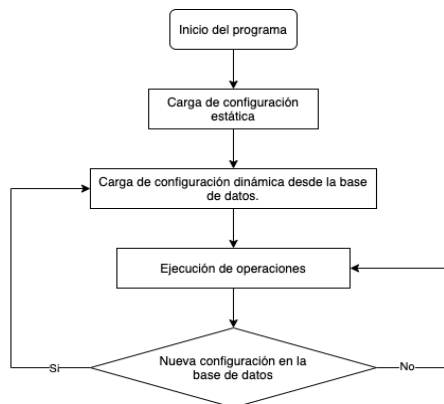 Inicio del programa
Carga de configuración
estática
Carga de configuración dinámica desde la base
de datos.
Ejecución de operaciones
Nueva configuración en la
base de datos
Si
No